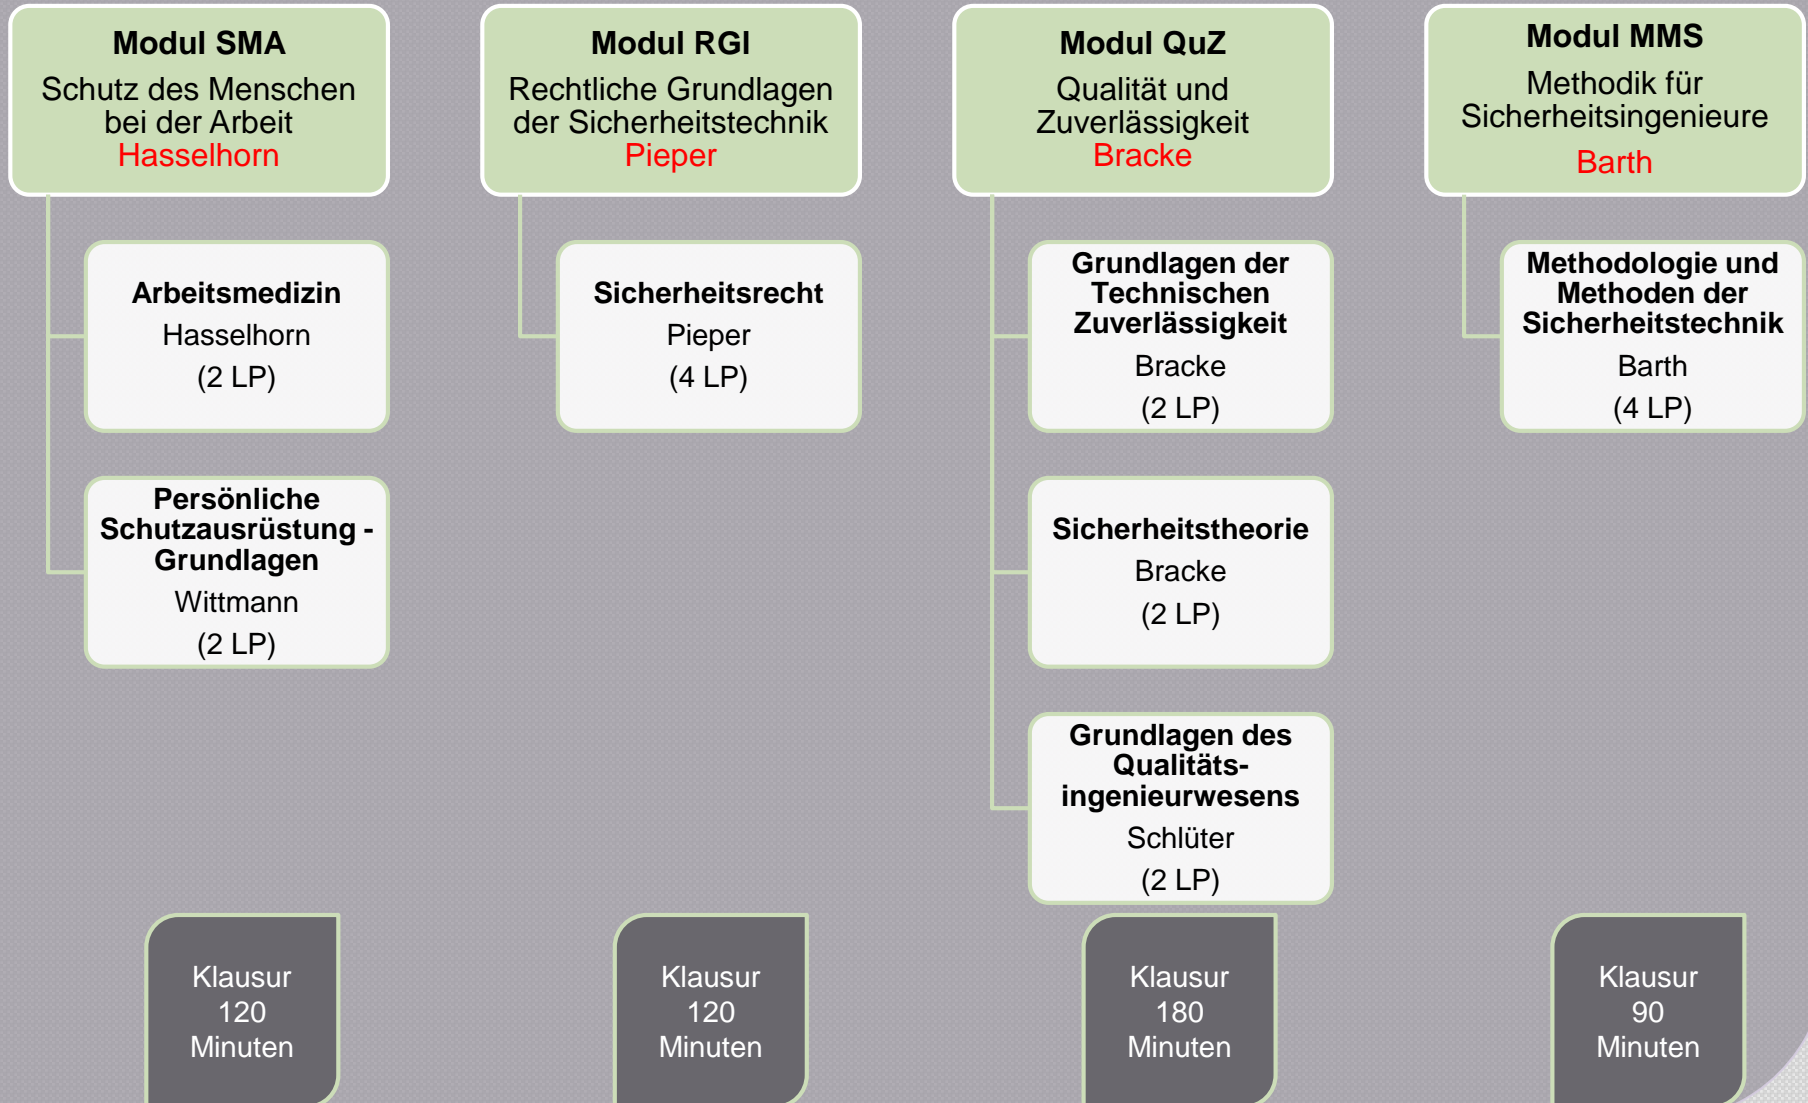 Modul SMA
Schutz des Menschen
bei der Arbeit
Hasselhorn
Arbeitsmedizin
Hasselhorn
(2 LP)
Persönliche
Schutzausrüstung -
Grundlagen
Wittmann
(2 LP)
Klausur
120
Minuten
Modul RGI
Rechtliche Grundlagen
der Sicherheitstechnik
Pieper
Sicherheitsrecht
Pieper
(4 LP)
Klausur
120
Minuten
Modul QuZ
Qualität und
Zuverlässigkeit
Bracke
Grundlagen der
Technischen
Zuverlässigkeit
Bracke
(2 LP)
Sicherheitstheorie
Bracke
(2 LP)
Grundlagen des
Qualitäts-
ingenieurwesens
Schlüter
(2 LP)
Klausur
180
Minuten
Modul MMS
Methodik für
Sicherheitsingenieure
Barth
Methodologie und
Methoden der
Sicherheitstechnik
Barth
(4 LP)
Klausur
90
Minuten